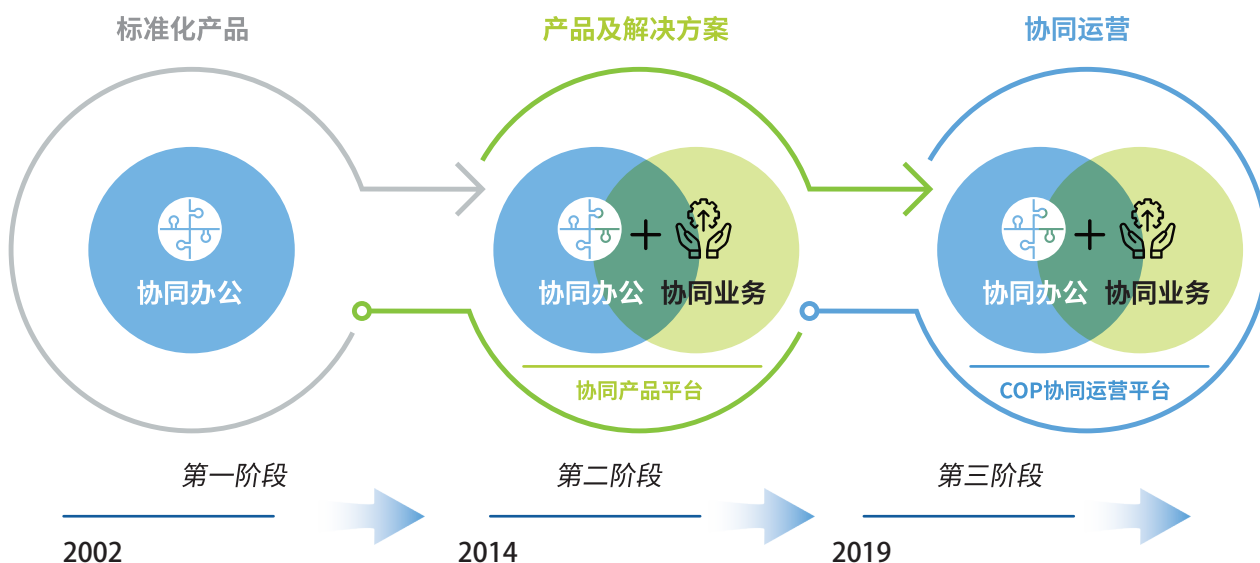 标准化产品
产品及解决方案
协同运营
协同办公
协同办公
协同业务
协同办公
协同业务
协同产品平台
COP协同运营平台
第一阶段
第二阶段
第三阶段
2002
2014
2019